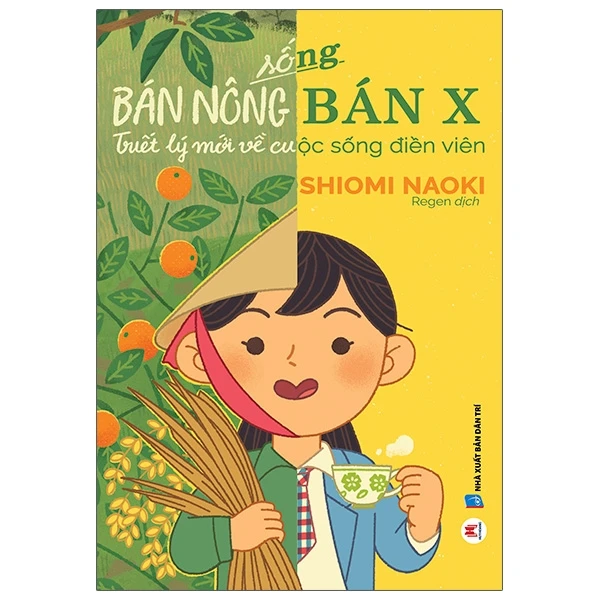 sống
BÁN NÔNG BÁN X
Triết lý mới về cuộc sống điền viên
SHIOMI NAOKI
Regen dịch
NHÀ XUẤT BẢN DÂN TRÍ